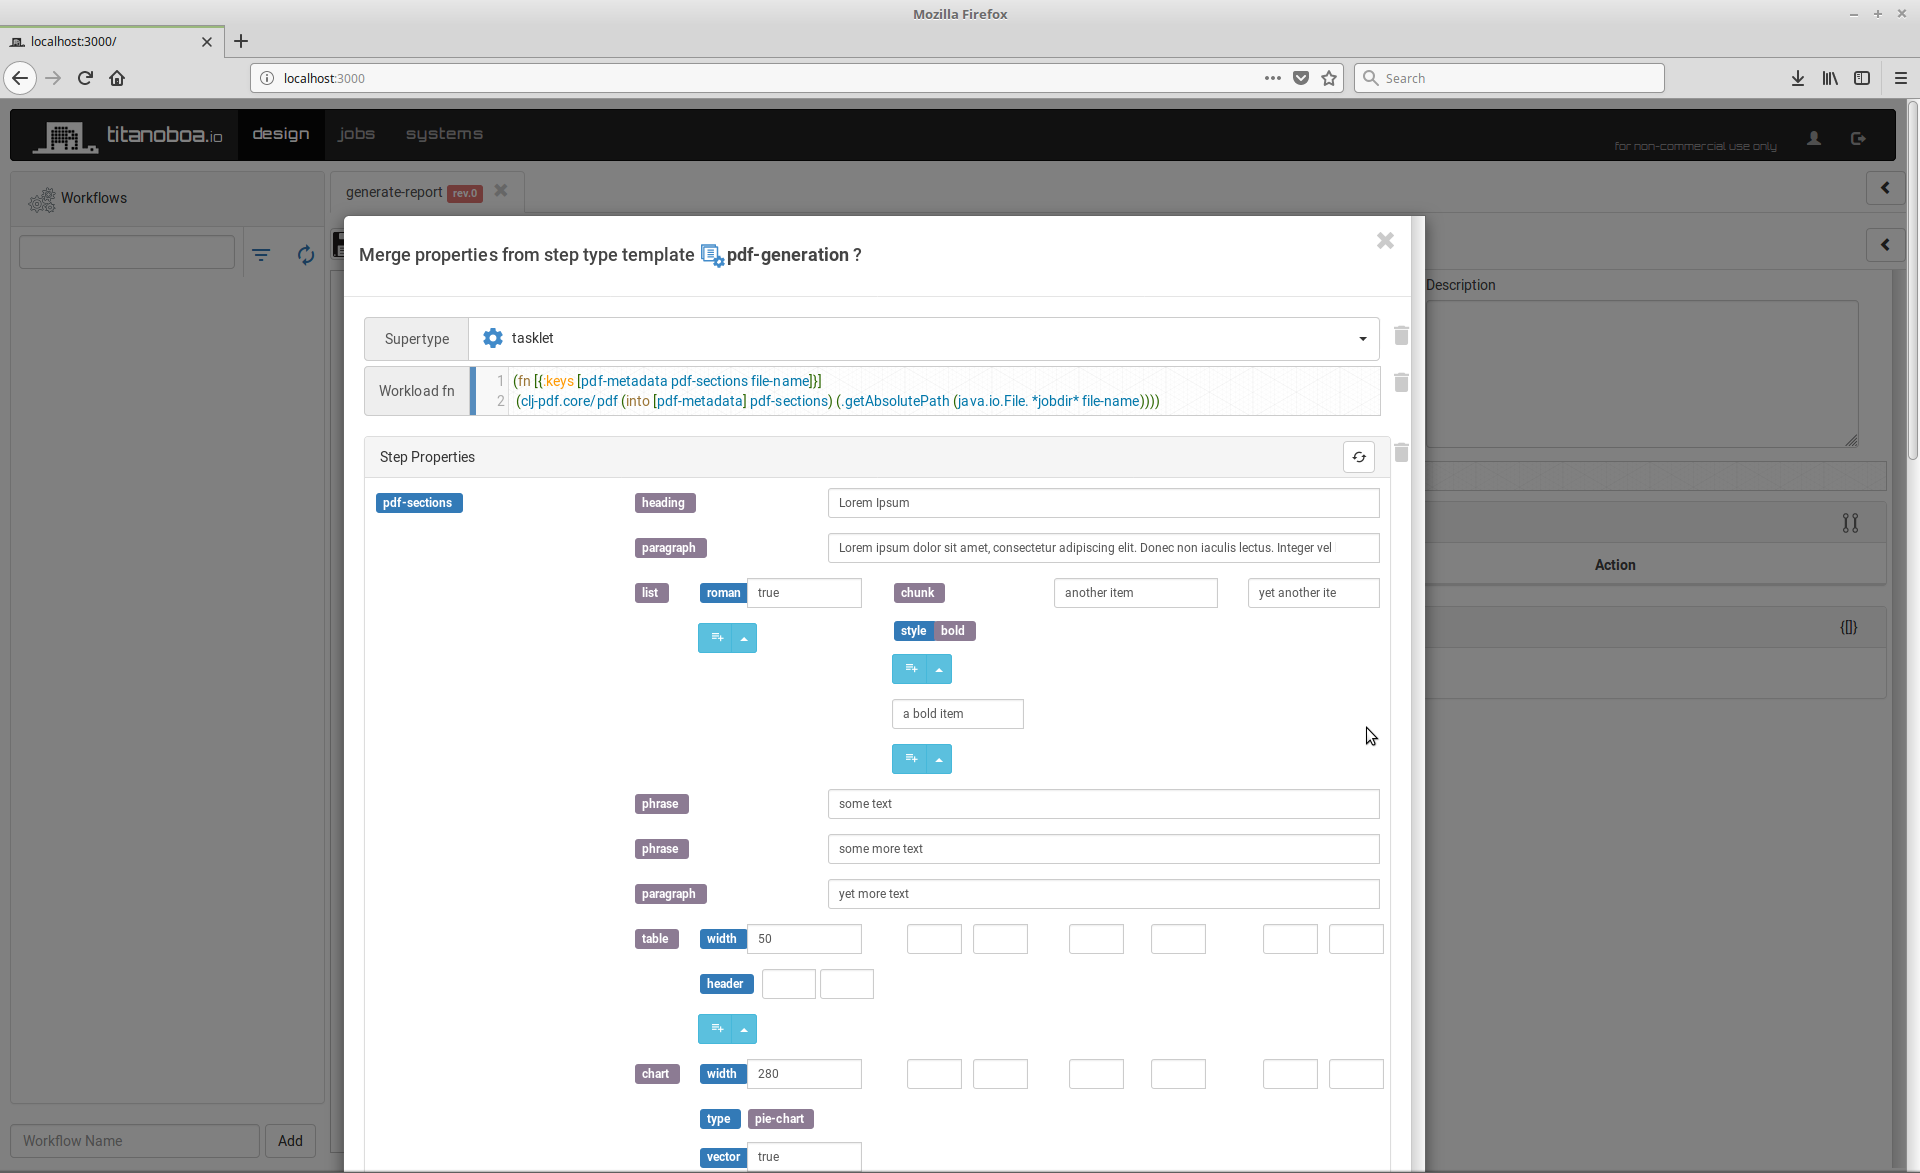 Mozilla Firefox
localhost:3000/
localhost:3000
Search
titanoboa.io design jobs systems
for non-commercial use only
Workflows
generate-report rev.0
Merge properties from step type template pdf-generation ?
Description
Supertype tasklet
Workload fn
1 (fn [{:keys [pdf-metadata pdf-sections file-name]}]
2 (clj-pdf.core/pdf (into [pdf-metadata] pdf-sections) (.getAbsolutePath (java.io.File. *jobdir* file-name))))
Step Properties
pdf-sections heading Lorem Ipsum
paragraph Lorem ipsum dolor sit amet, consectetur adipiscing elit. Donec non iaculis lectus. Integer vel
Action
list roman true chunk another item yet another ite
style bold
{[]}
a bold item
phrase some text
phrase some more text
paragraph yet more text
table width 50
header
chart width 280
type pie-chart
vector true
Workflow Name Add